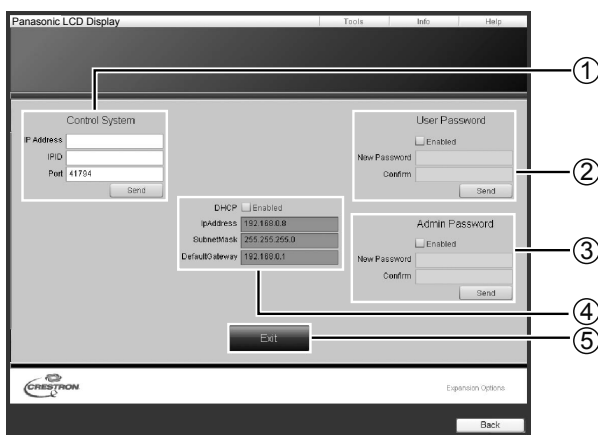 Panasonic LCD Display
Tools Info Help
①
Control System
IP Address
IPID
Port 41794
Send
User Password
Enabled
New Password
Confirm
Send
②
DHCP Enabled
IpAddress 192.168.0.8
SubnetMask 255.255.255.0
DefaultGateway 192.168.0.1
Admin Password
Enabled
New Password
Confirm
Send
③
④
Exit
⑤
CRESTRON
Expansion Options
Back